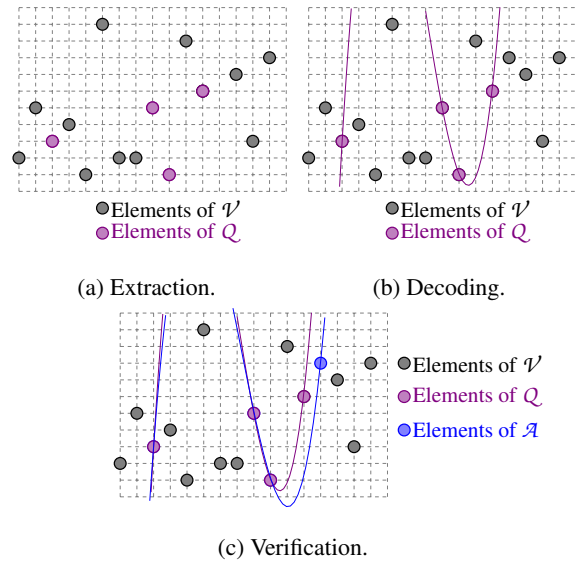 Elements of 𝒱
Elements of 𝒬
(a) Extraction.
Elements of 𝒱
Elements of 𝒬
(b) Decoding.
Elements of 𝒱
Elements of 𝒬
Elements of 𝒜
(c) Verification.